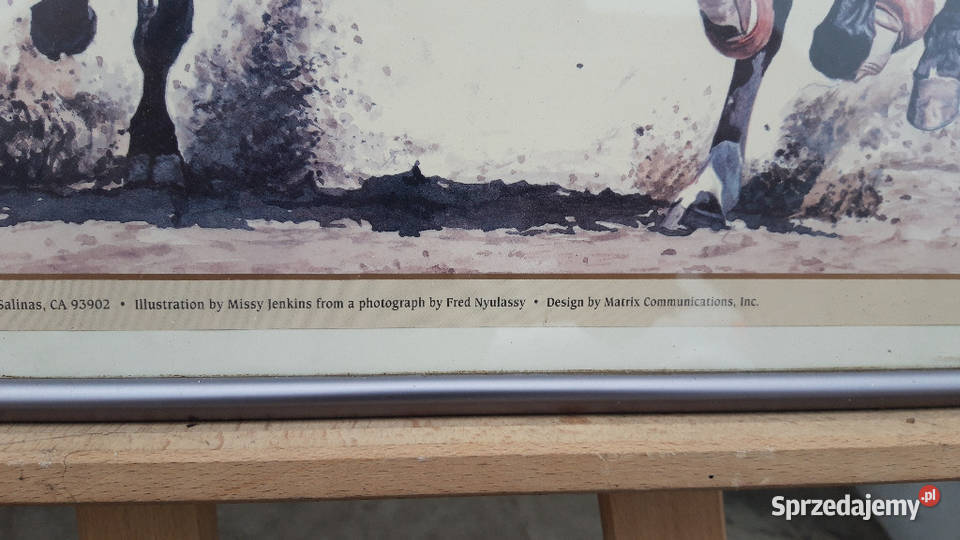 Salinas, CA 93902 • Illustration by Missy Jenkins from a photograph by Fred Nyulassy • Design by Matrix Communications, Inc.
Sprzedajemy.pl